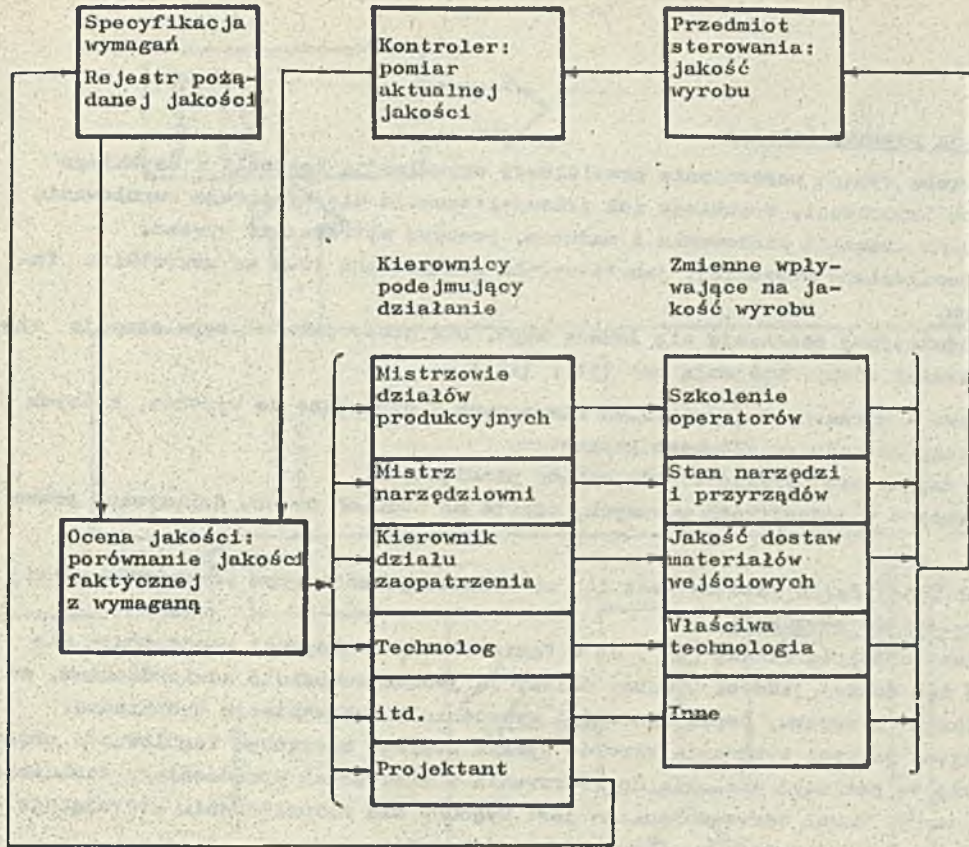 Specyfikacja
wymagań
Rejestr pożą-
danej jakości
Kontroler:
pomiar
aktualnej
jakości
Przedmiot
sterowania:
jakość
wyrobu
Kierownicy
podejmujący
działanie
Zmienne wpły-
wające na ja-
kość wyrobu
Mistrzowie
działów
produkcyjnych
Szkolenie
operatorów
Mistrz
narzędziowni
Stan narzędzi
i przyrządów
Ocena jakości:
porównanie jakości
faktycznej
z wymaganą
Kierownik
działu
zaopatrzenia
Jakość dostaw
materiałów
wejściowych
Technolog
Właściwa
technologia
itd.
Inne
Projektant